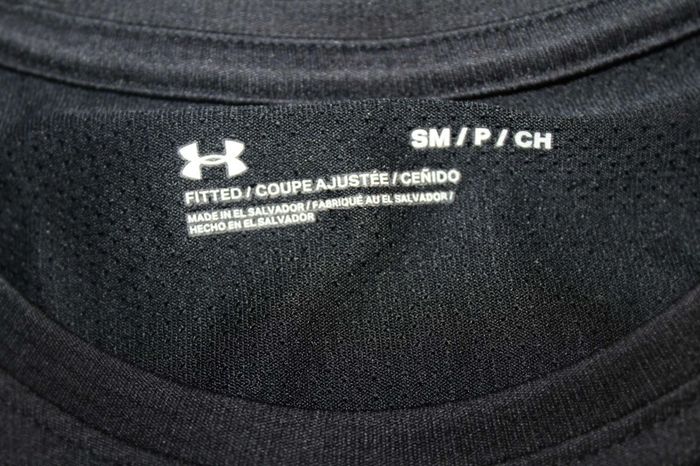 SM / P / CH
FITTED / COUPE AJUSTÉE / CEÑIDO
MADE IN EL SALVADOR / FABRIQUÉ AU EL SALVADOR /
HECHO EN EL SALVADOR